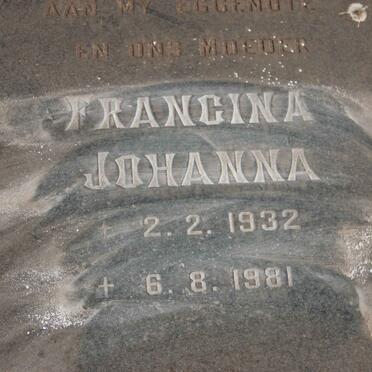 AAN MY EGGENOTE
EN ONS MOEDER
FRANCINA
JOHANNA
+ 2. 2. 1932
+ 6. 8. 1981